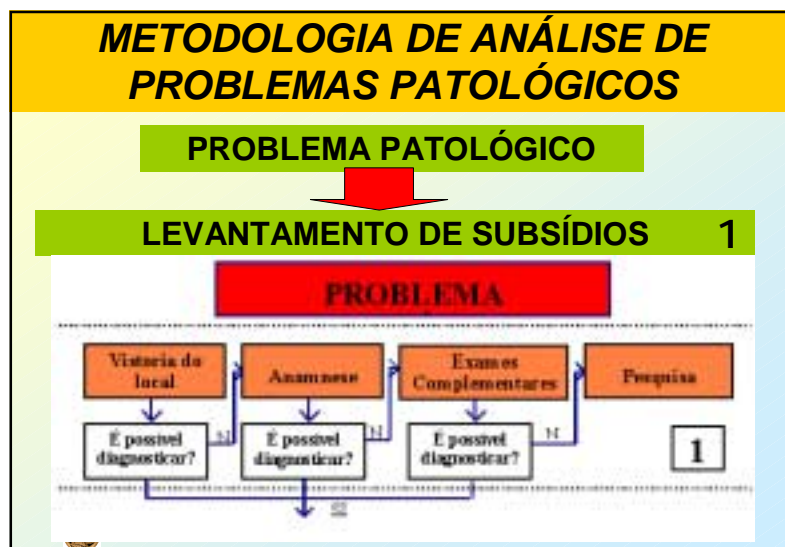 METODOLOGIA DE ANÁLISE DE
PROBLEMAS PATOLÓGICOS
PROBLEMA PATOLÓGICO
LEVANTAMENTO DE SUBSÍDIOS 1
PROBLEMA
Vistoria do
local
Anamnese
Exames
Complementares
Pesquisa
É possível
diagnosticar?
N
É possível
diagnosticar?
N
É possível
diagnosticar?
N
1